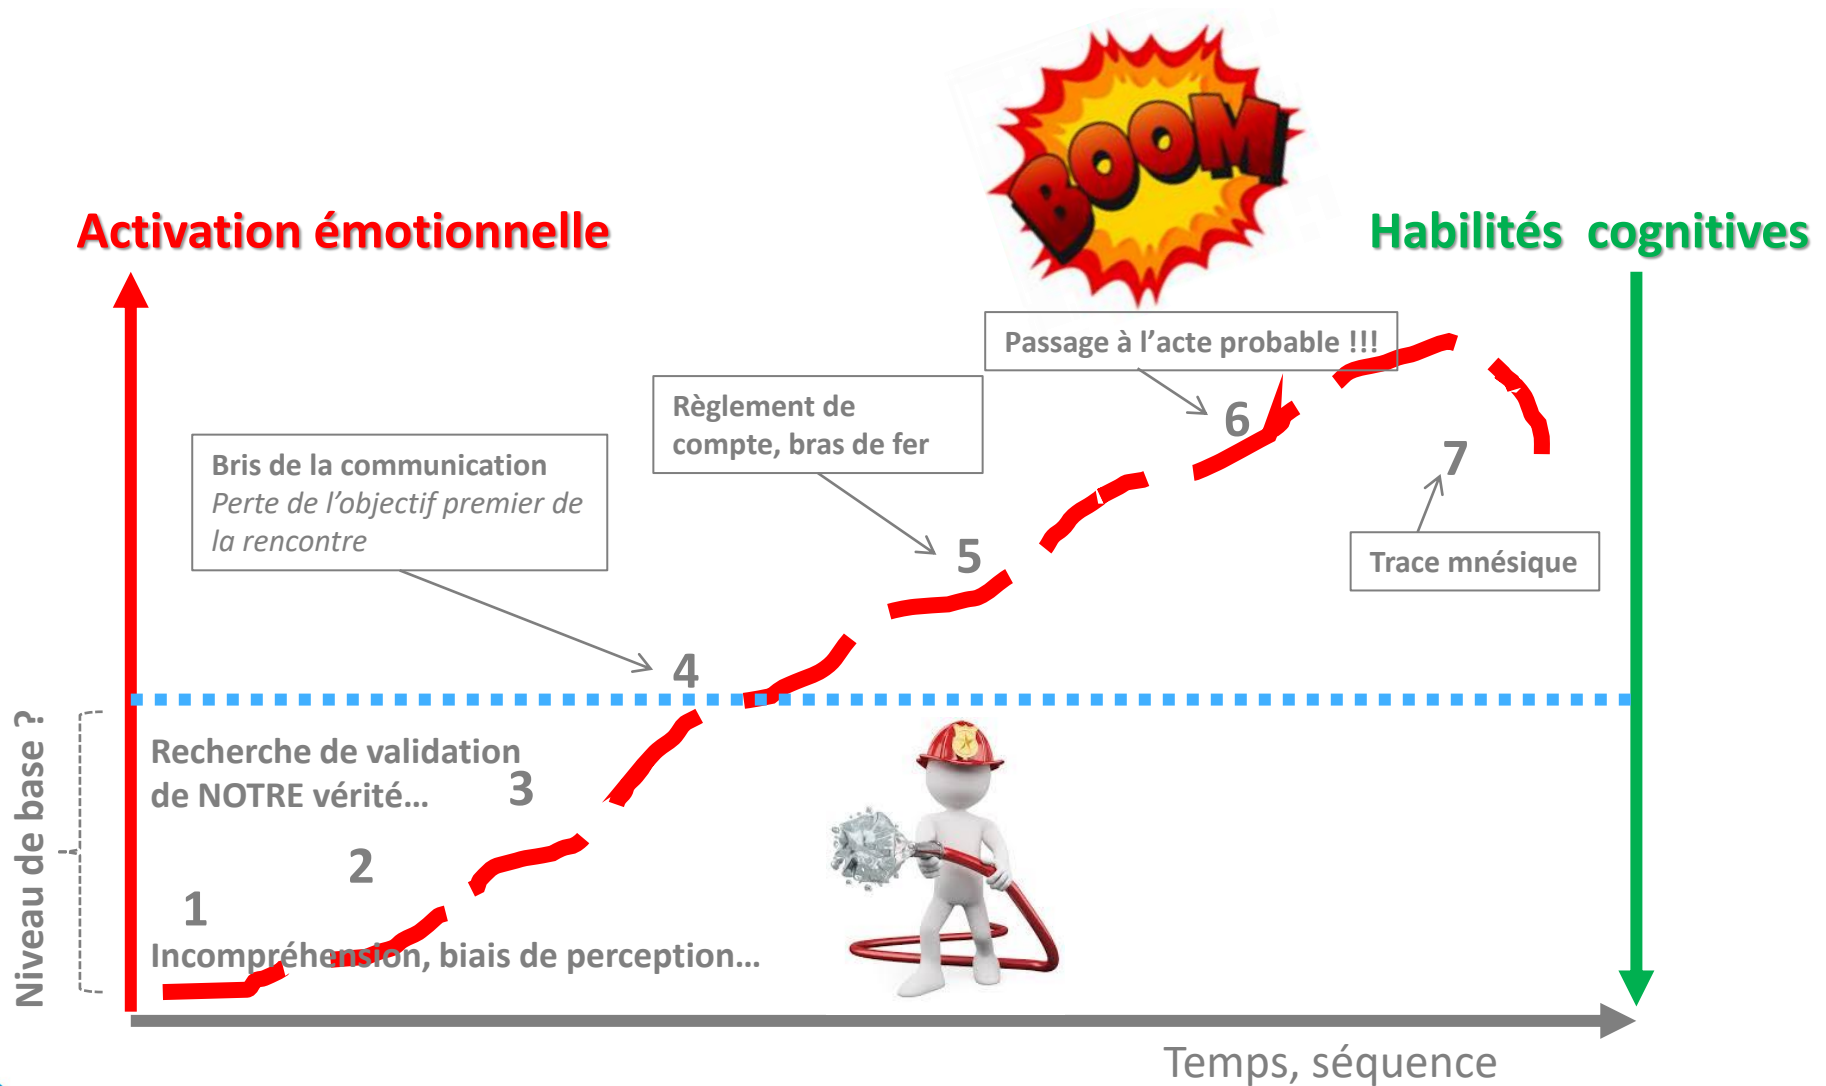 BOOM
Activation émotionnelle
Habilités cognitives
Passage à l’acte probable !!!
Règlement de
compte, bras de fer
6
Bris de la communication
Perte de l’objectif premier de
la rencontre
7
5
Trace mnésique
4
Niveau de base ?
Recherche de validation
de NOTRE vérité…
3
2
1
Incompréhension, biais de perception…
Temps, séquence